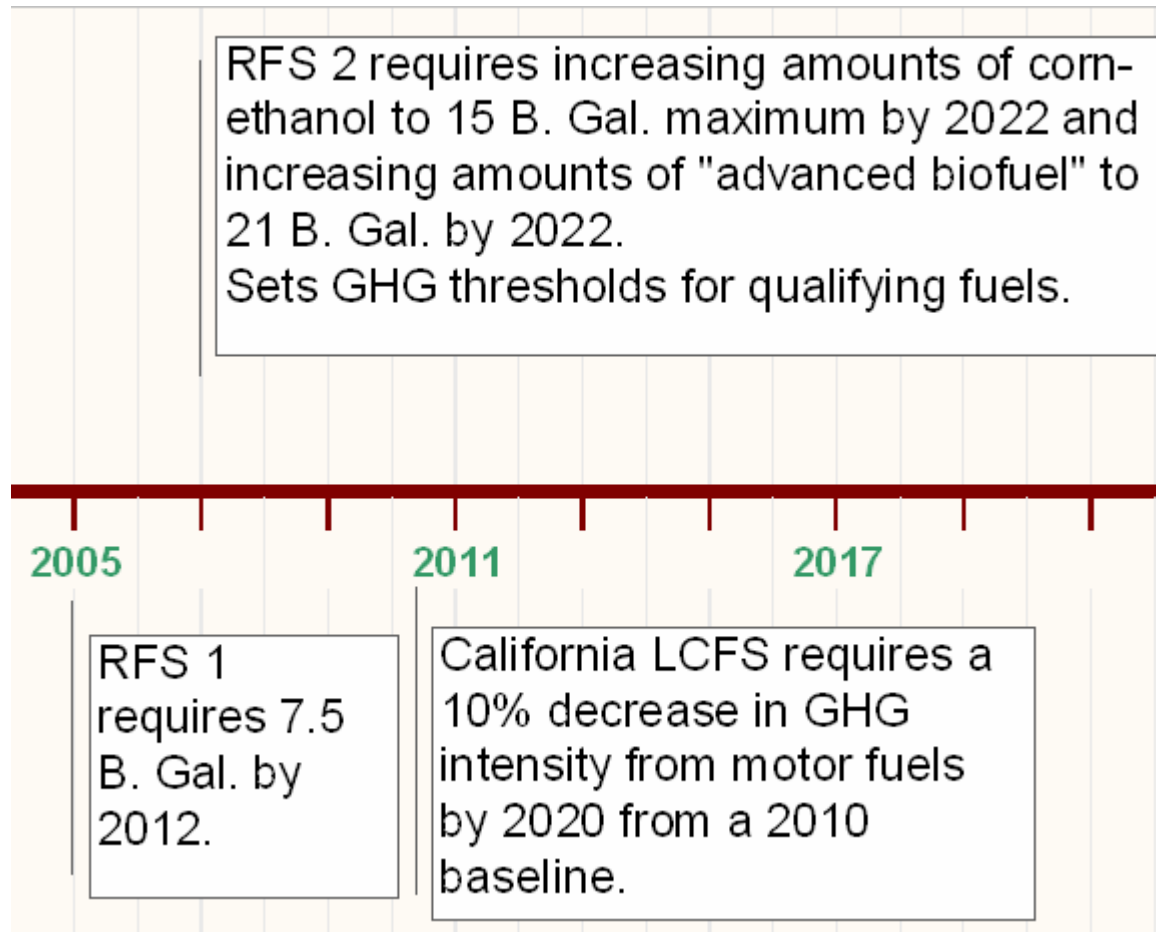 RFS 2 requires increasing amounts of corn-
ethanol to 15 B. Gal. maximum by 2022 and
increasing amounts of "advanced biofuel" to
21 B. Gal. by 2022.
Sets GHG thresholds for qualifying fuels.
2005
2011
2017
RFS 1
requires 7.5
B. Gal. by
2012.
California LCFS requires a
10% decrease in GHG
intensity from motor fuels
by 2020 from a 2010
baseline.